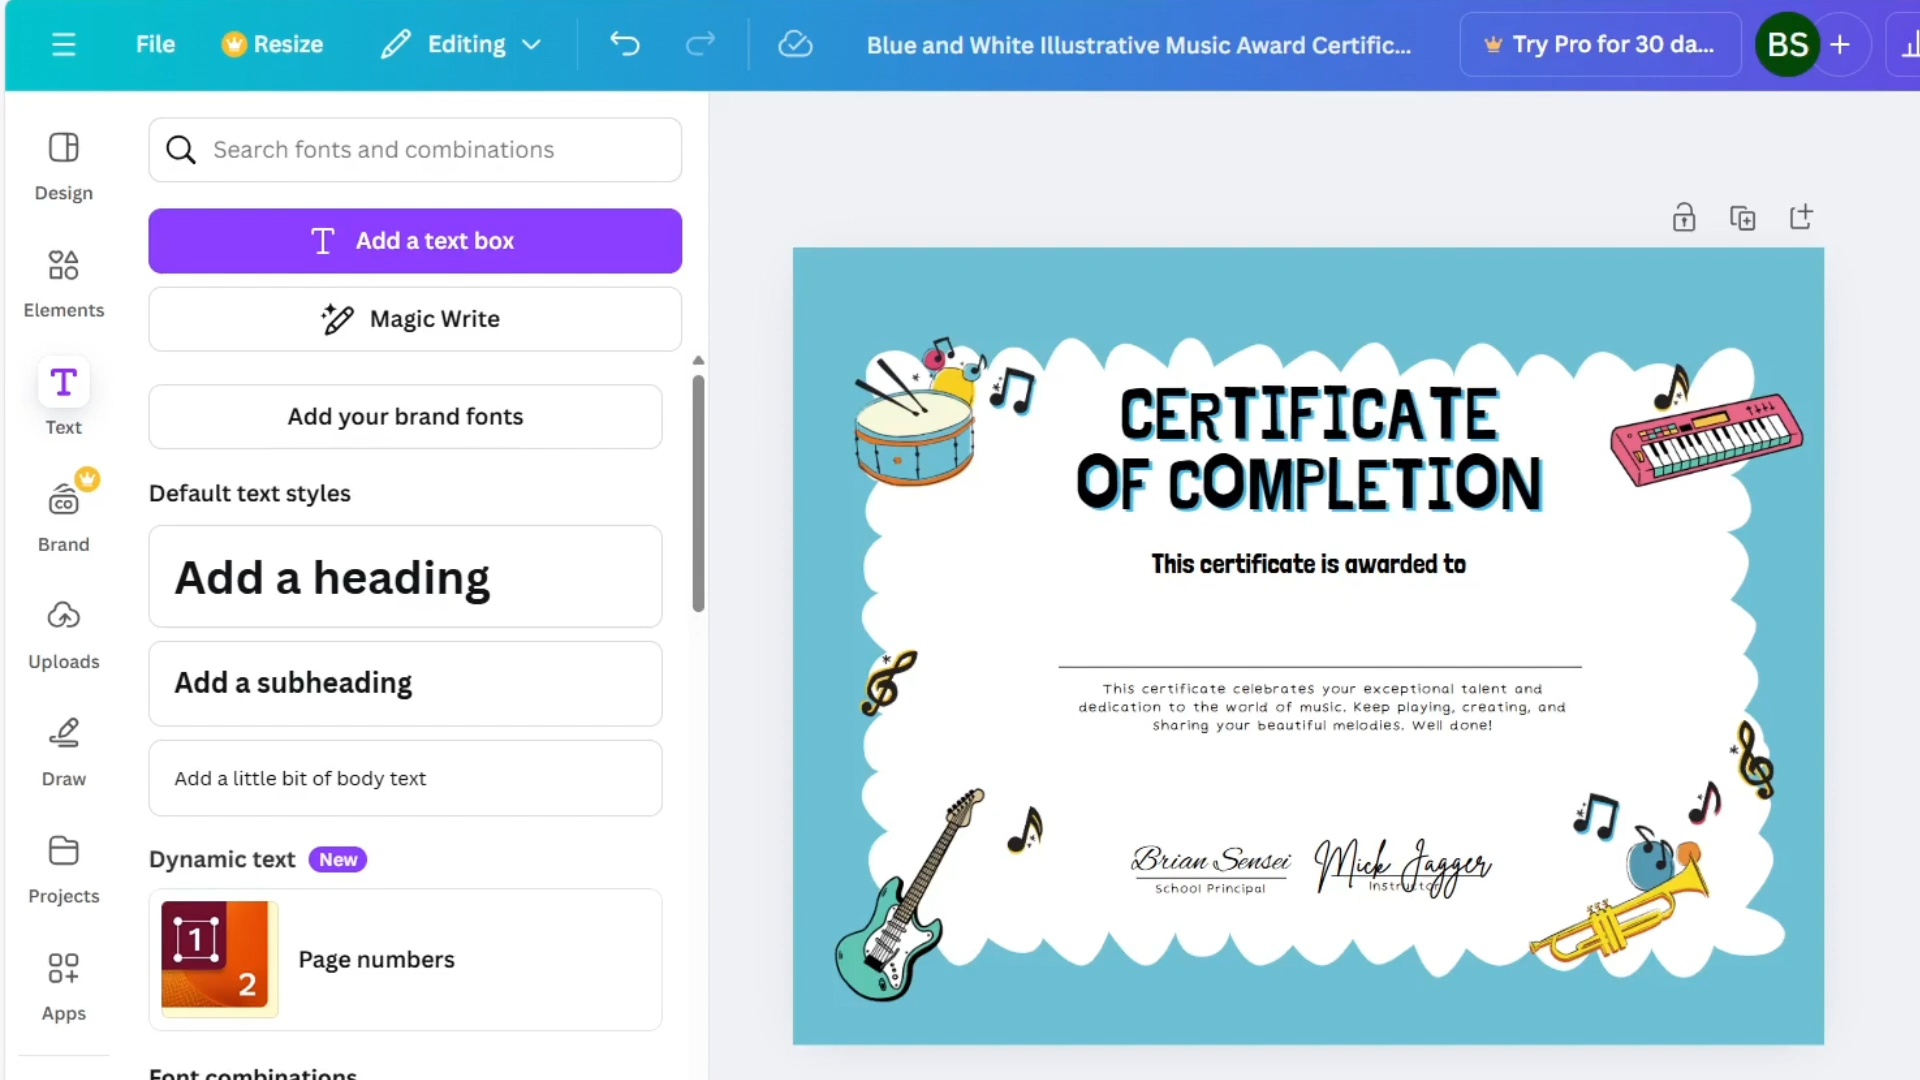 File
Resize
Editing
Blue and White Illustrative Music Award Certific...
Try Pro for 30 da...
BS
Design
Elements
Text
CO
Brand
Uploads
Draw
Projects
Apps
Search fonts and combinations
Add a text box
Magic Write
Add your brand fonts
Default text styles
Add a heading
Add a subheading
Add a little bit of body text
Dynamic text New
1
2
Page numbers
Font combinations
CERTIFICATE
OF COMPLETION
This certificate is awarded to
This certificate celebrates your exceptional talent and
dedication to the world of music. Keep playing, creating, and
sharing your beautiful melodies. Well done!
Brian Sensei Mick Jagger
School Principal Instructor